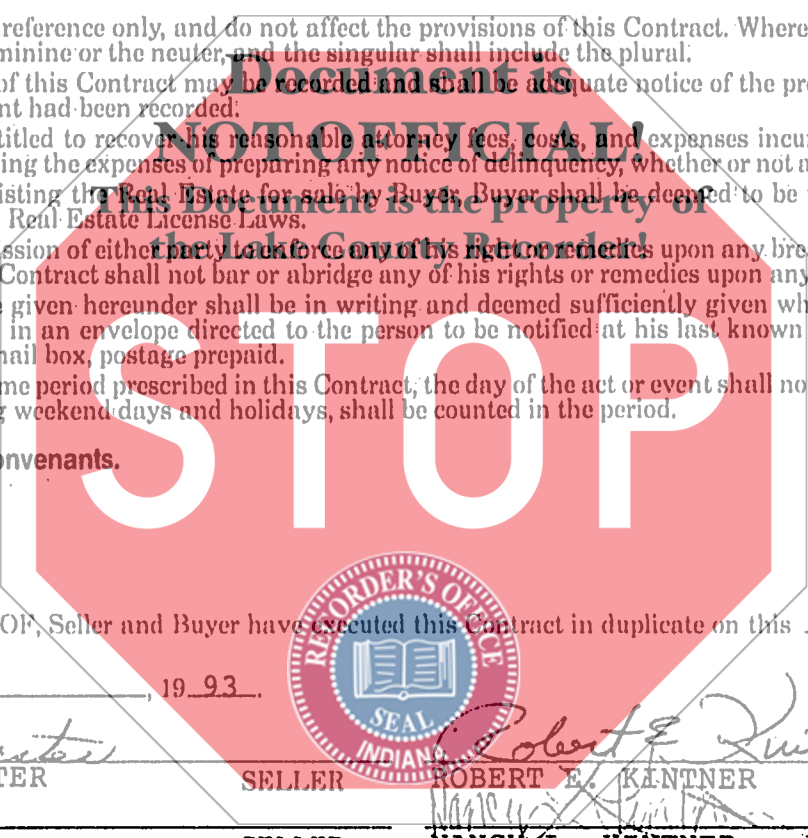 reference only, and do not affect the provisions of this Contract. Where
minine or the neuter, and the singular shall include the plural.
Document is
of this Contract may be recorded and shall be adequate notice of the pro
nt had been recorded.
NOT OFFICIAL!
titled to recover his reasonable attorney fees, costs, and expenses incu
ing the expenses of preparing any notice of delinquency, whether or not
This Document is the property of
isting the Real Estate for sale by Buyer, Buyer shall be deemed to be
Real Estate License Laws.
the Lake County Recorder!
ssion of either party to enforce any of his right or remedies upon any bre
Contract shall not bar or abridge any of his rights or remedies upon any
given hereunder shall be in writing and deemed sufficiently given wh
in an envelope directed to the person to be notified at his last known
nail box, postage prepaid.
me period prescribed in this Contract, the day of the act or event shall no
weekend days and holidays, shall be counted in the period.
STOP
onvenants.
RECORDER'S OFFICE
SEAL
INDIANA
OF, Seller and Buyer have executed this Contract in duplicate on this
, 19 93.
Robert E.
TER SELLER ROBERT E. KINTNER